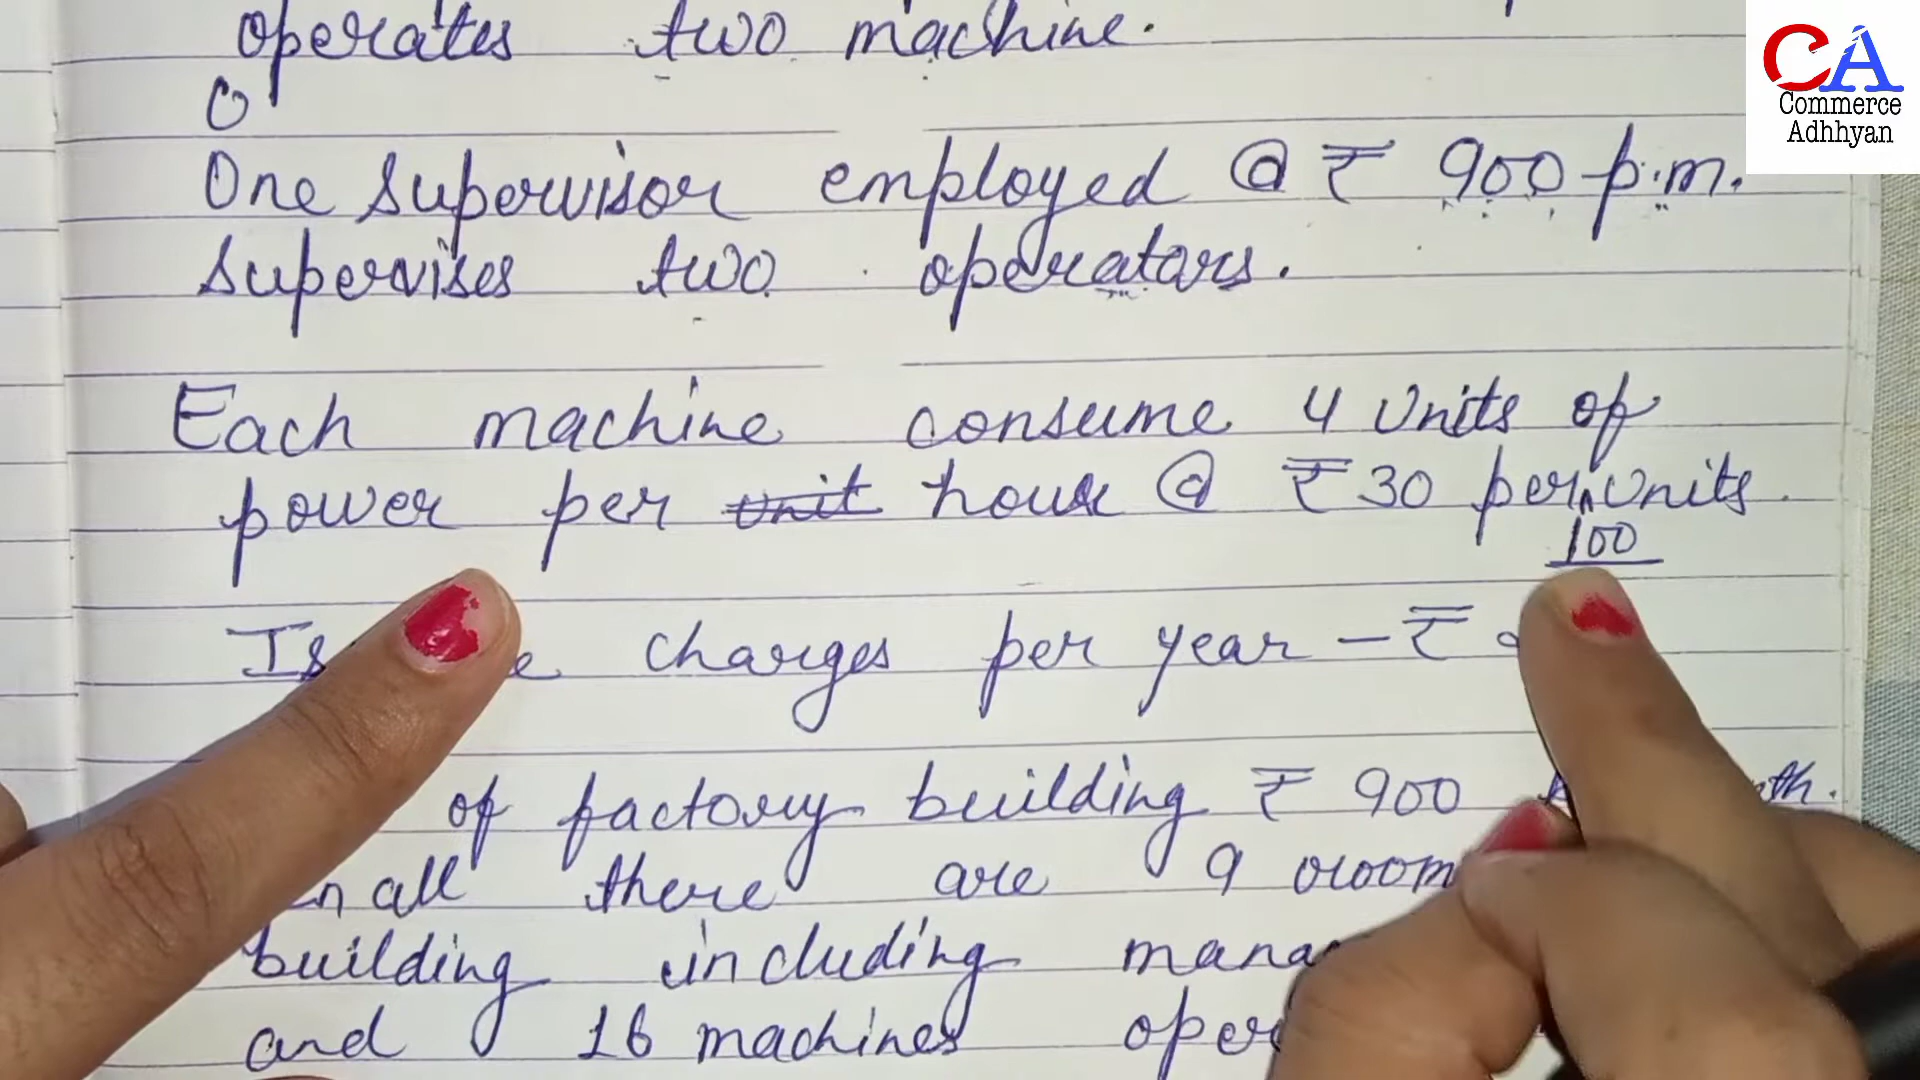 operates two machine.
CA
Commerce
Adhhyan
One Supervisor employed @ ₹ 900 p.m.
Supervises two operators.
Each machine consume 4 Units of
power per unit hour @ ₹ 30 per units.
100
charges per year - ₹
of factory building ₹ 900
in all there are 9
building including
and 16 machines